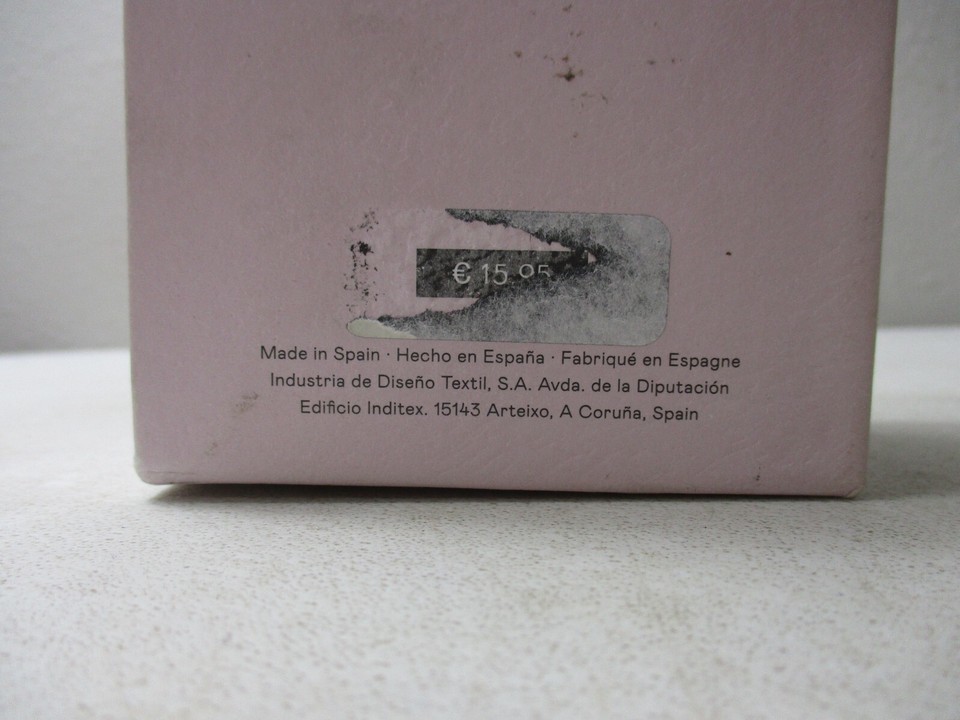 € 15.95
Made in Spain · Hecho en España · Fabriqué en Espagne
Industria de Diseño Textil, S.A. Avda. de la Diputación
Edificio Inditex. 15143 Arteixo, A Coruña, Spain